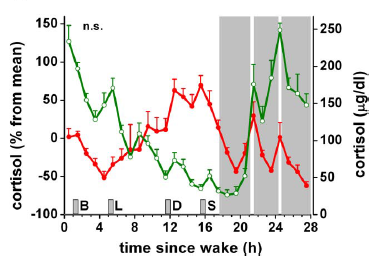 n.s.
150
100
50
0
-50
-100
cortisol (% from mean)
250
200
150
100
50
0
cortisol (µg/dl)
B L D S
0 4 8 12 16 20 24 28
time since wake (h)